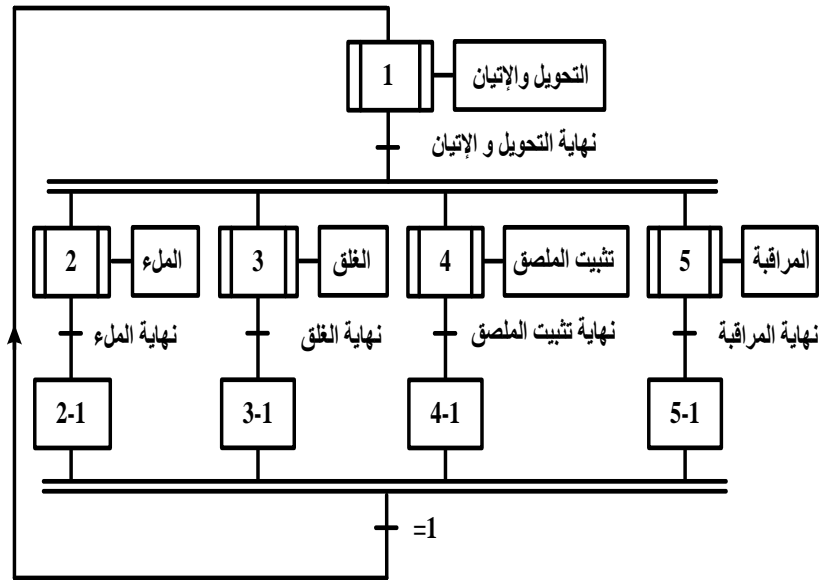 1
التحويل والإتيان
نهاية التحويل و الإتيان
2
الملء
3
الغلق
4
تثبيت الملصق
5
المراقبة
نهاية الملء
نهاية الغلق
نهاية تثبيت الملصق
نهاية المراقبة
2-1
3-1
4-1
5-1
=1